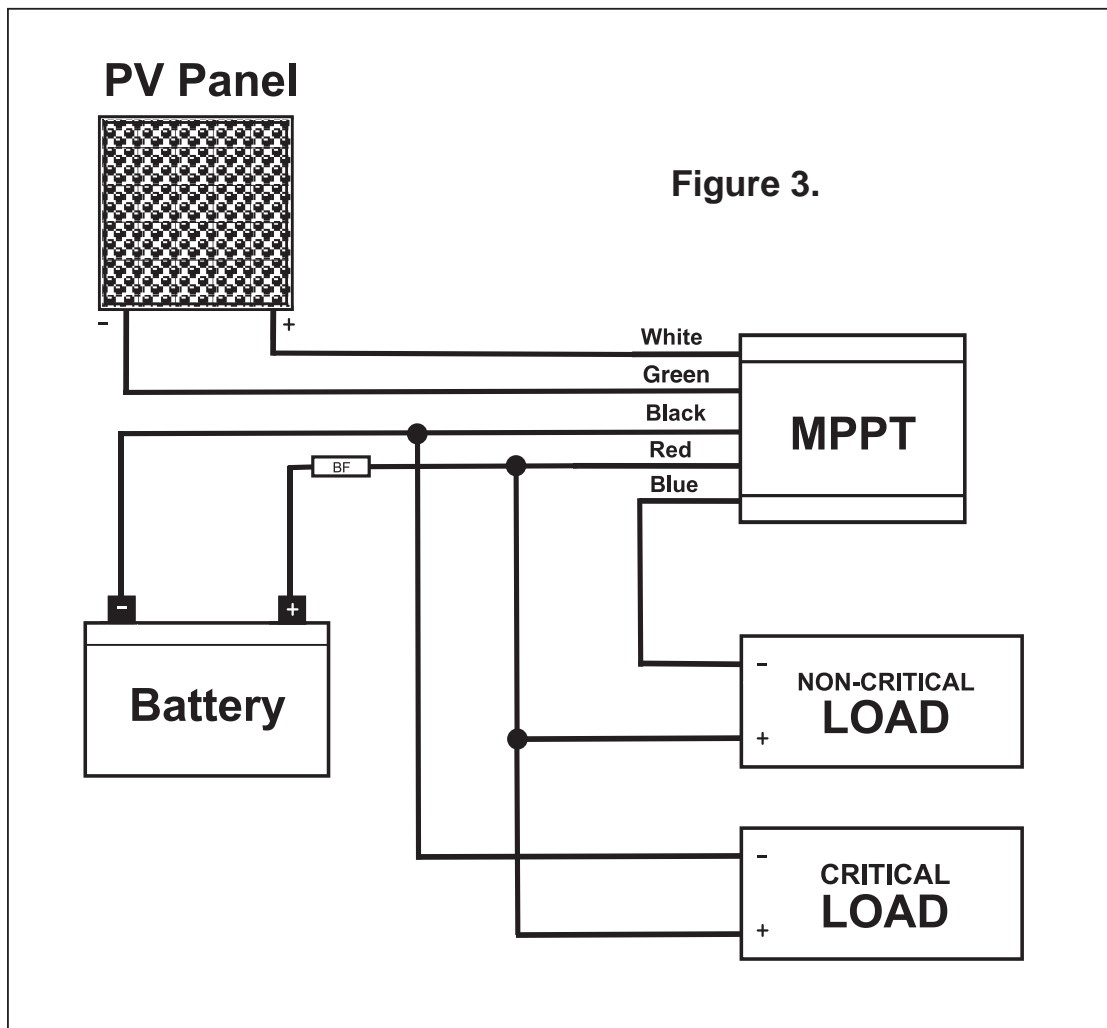 PV Panel
Figure 3.
- +
White
Green
Black
Red
Blue
MPPT
BF
- +
Battery
-
NON-CRITICAL
LOAD
+
-
CRITICAL
LOAD
+